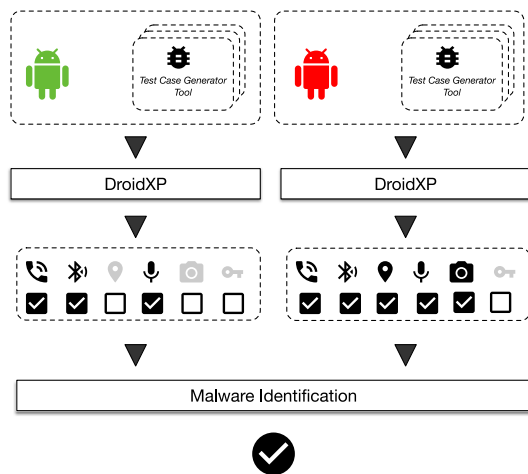 Test Case Generator
Tool
Test Case Generator
Tool
DroidXP
DroidXP
Malware Identification